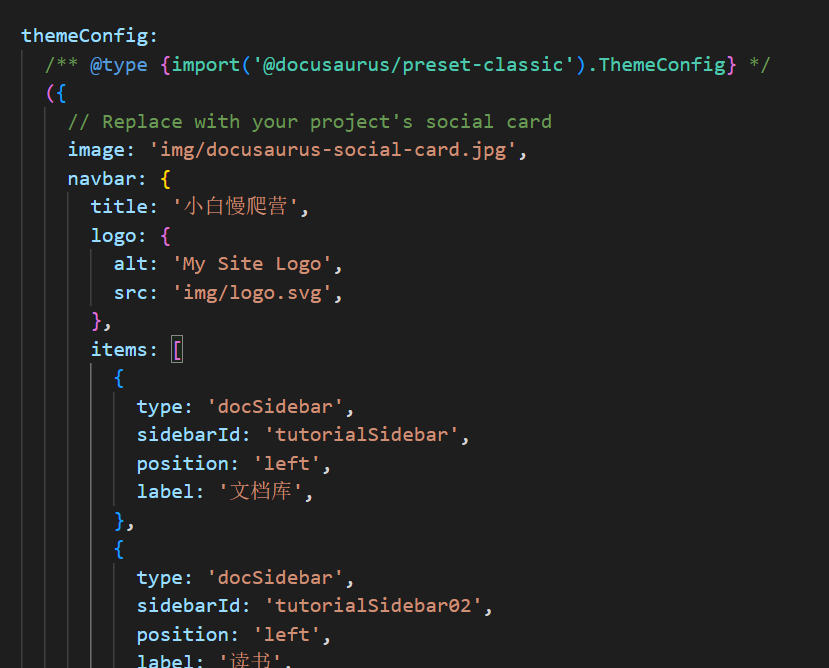 themeConfig:
/** @type {import('@docusaurus/preset-classic').ThemeConfig} */
({
// Replace with your project's social card
image: 'img/docusaurus-social-card.jpg',
navbar: {
title: '小白慢爬营',
logo: {
alt: 'My Site Logo',
src: 'img/logo.svg',
},
items: [
{
type: 'docSidebar',
sidebarId: 'tutorialSidebar',
position: 'left',
label: '文档库',
},
{
type: 'docSidebar',
sidebarId: 'tutorialSidebar02',
position: 'left',
label: '读书',